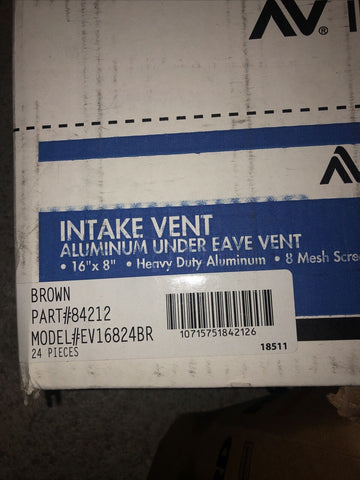 AV
INTAKE VENT
ALUMINUM UNDER EAVE VENT
• 16"x 8" • Heavy Duty Aluminum • 8 Mesh Scre
BROWN
PART#84212
MODEL#EV16824BR
24 PIECES
10715751842126
18511